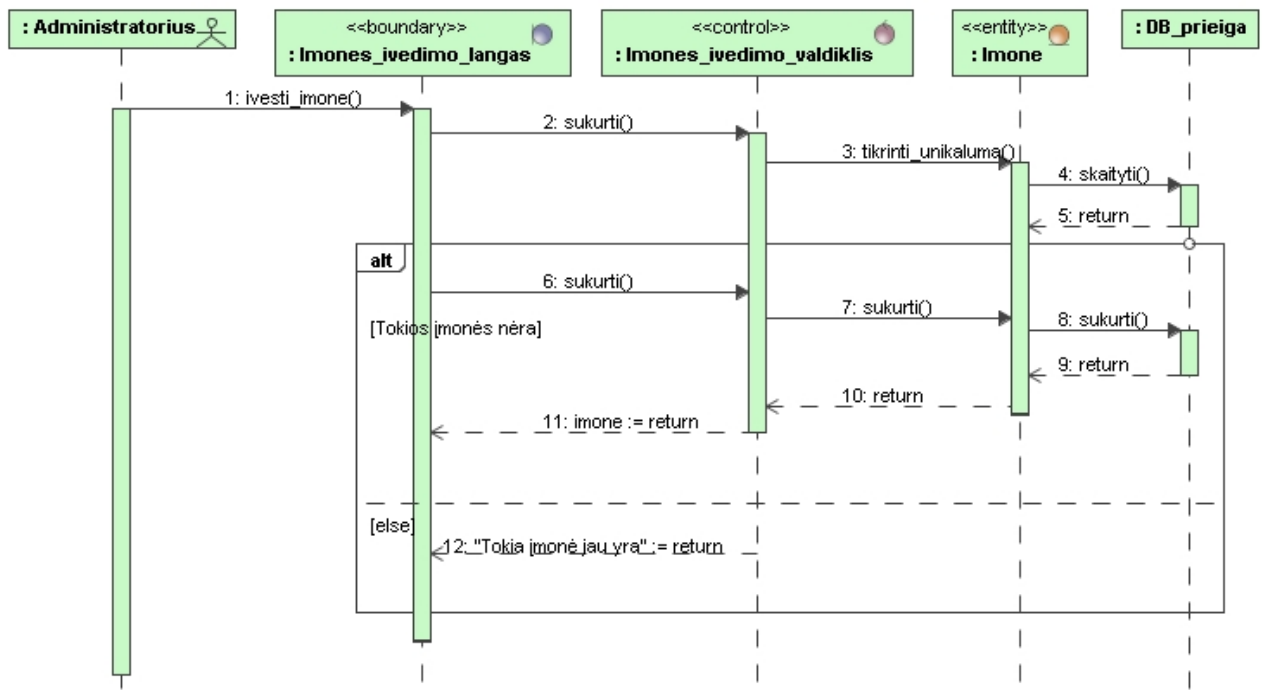 : Administratorius
<<boundary>>
: Imones_ivedimo_langas
<<control>>
: Imones_ivedimo_valdiklis
<<entity>>
: Imone
: DB_prieiga
1: ivesti_imone()
2: sukurti()
3: tikrinti_unikaluma()
4: skaityti()
5: return
alt
6: sukurti()
7: sukurti()
[Tokios įmonės nėra]
8: sukurti()
9: return
10: return
11: imone := return
[else]
12: "Tokia įmonė jau yra" := return